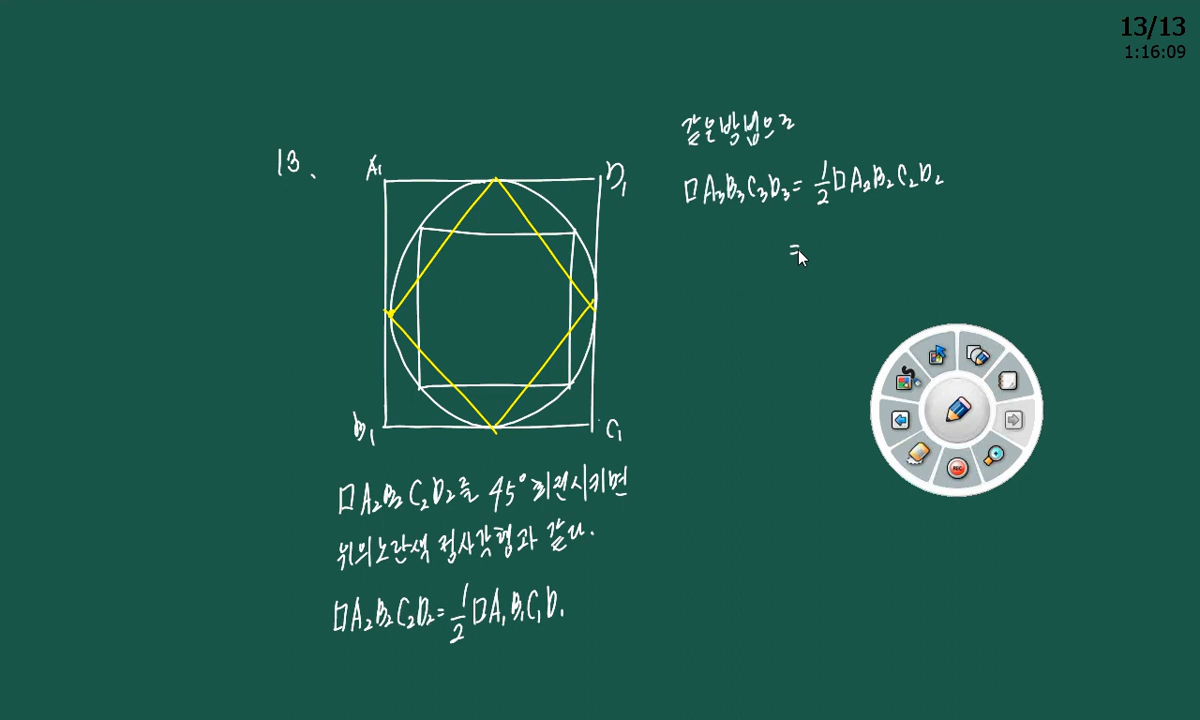 13/13
1:16:09
13.
A₁
D₁
B₁
C₁
□A₂B₂C₂D₂를 45° 회전시키면
위의 노란색 정사각형과 같다.
□A₂B₂C₂D₂=1/2□A₁B₁C₁D₁
같은 방법으로
□A₃B₃C₃D₃=1/2□A₂B₂C₂D₂
=
REC